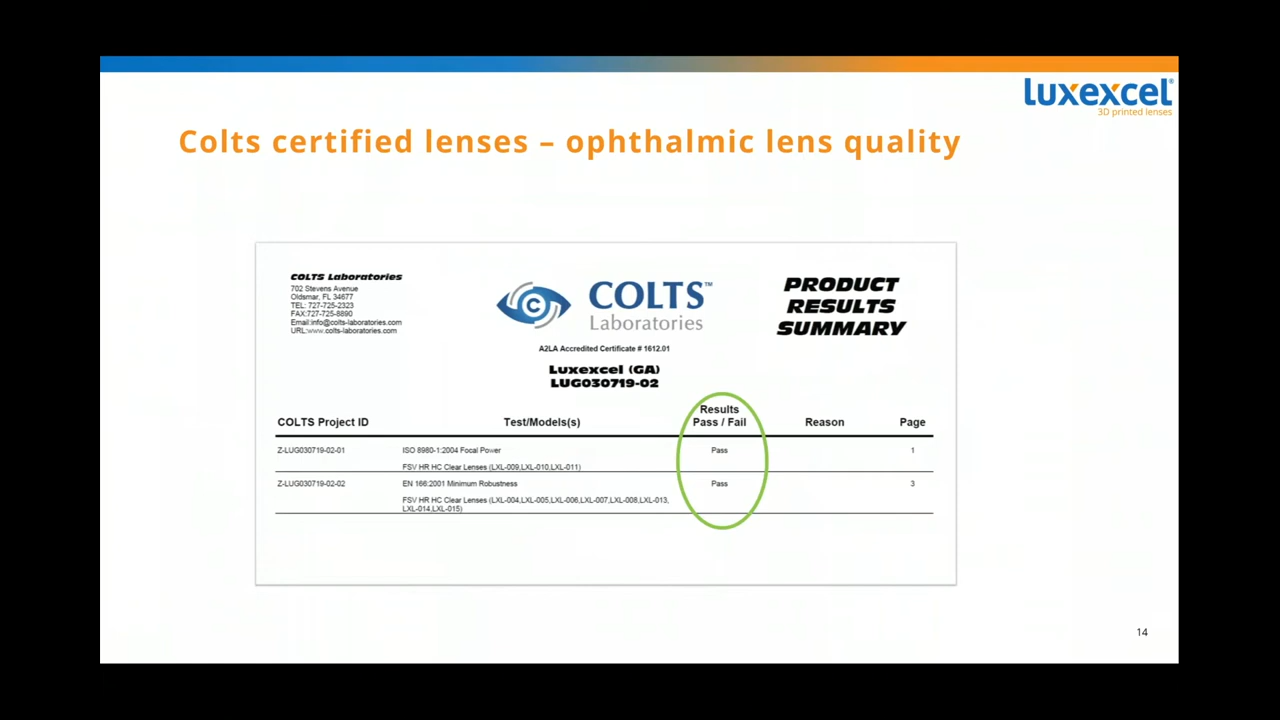 luxexcel®
3D printed lenses
Colts certified lenses – ophthalmic lens quality
COLTS Laboratories
702 Stevens Avenue
Oldsmar, FL 34677
TEL: 727-725-2323
FAX:727-725-8890
Email:info@colts-laboratories.com
URL:www.colts-laboratories.com
C
COLTS™
Laboratories
A2LA Accredited Certificate # 1612.01
Luxexcel (GA)
LUG030719-02
PRODUCT
RESULTS
SUMMARY
COLTS Project ID Test/Models(s) Results Pass / Fail Reason Page
Z-LUG030719-02-01 ISO 8980-1:2004 Focal Power Pass 1
FSV HR HC Clear Lenses (LXL-009,LXL-010,LXL-011)
Z-LUG030719-02-02 EN 166:2001 Minimum Robustness Pass 3
FSV HR HC Clear Lenses (LXL-004,LXL-005,LXL-006,LXL-007,LXL-008,LXL-013,
LXL-014,LXL-015)
14